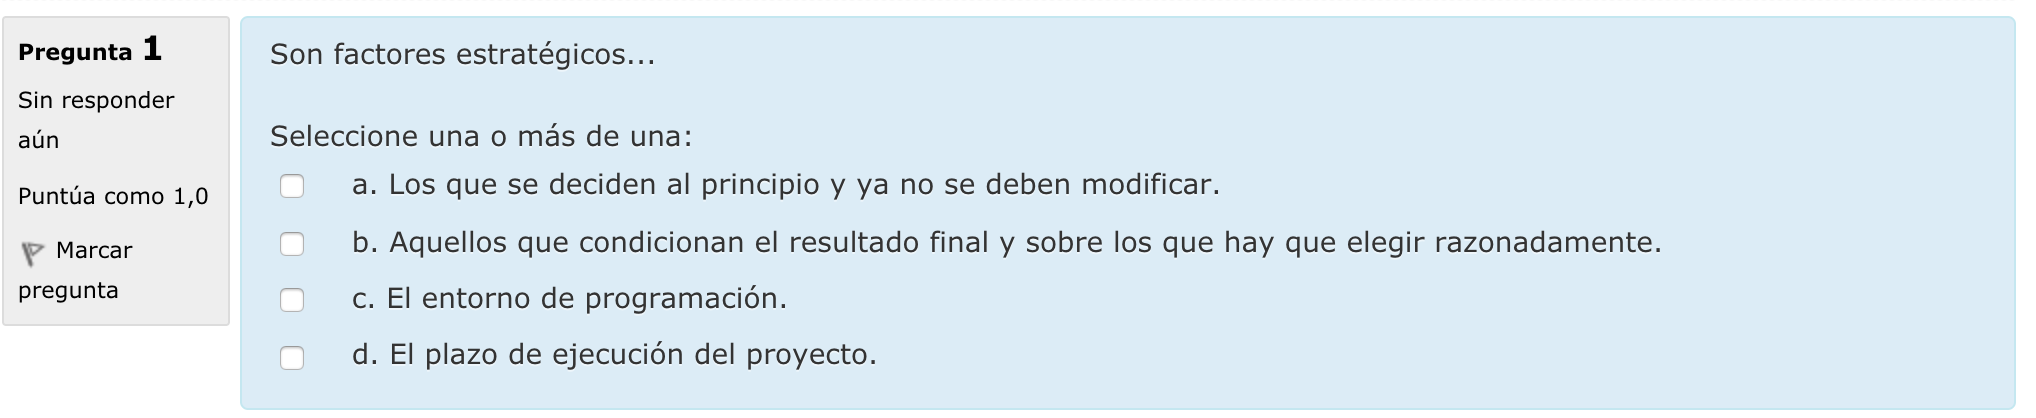 Pregunta 1
Sin responder
aún
Puntúa como 1,0
Marcar
pregunta
Son factores estratégicos...
Seleccione una o más de una:
a. Los que se deciden al principio y ya no se deben modificar.
b. Aquellos que condicionan el resultado final y sobre los que hay que elegir razonadamente.
c. El entorno de programación.
d. El plazo de ejecución del proyecto.